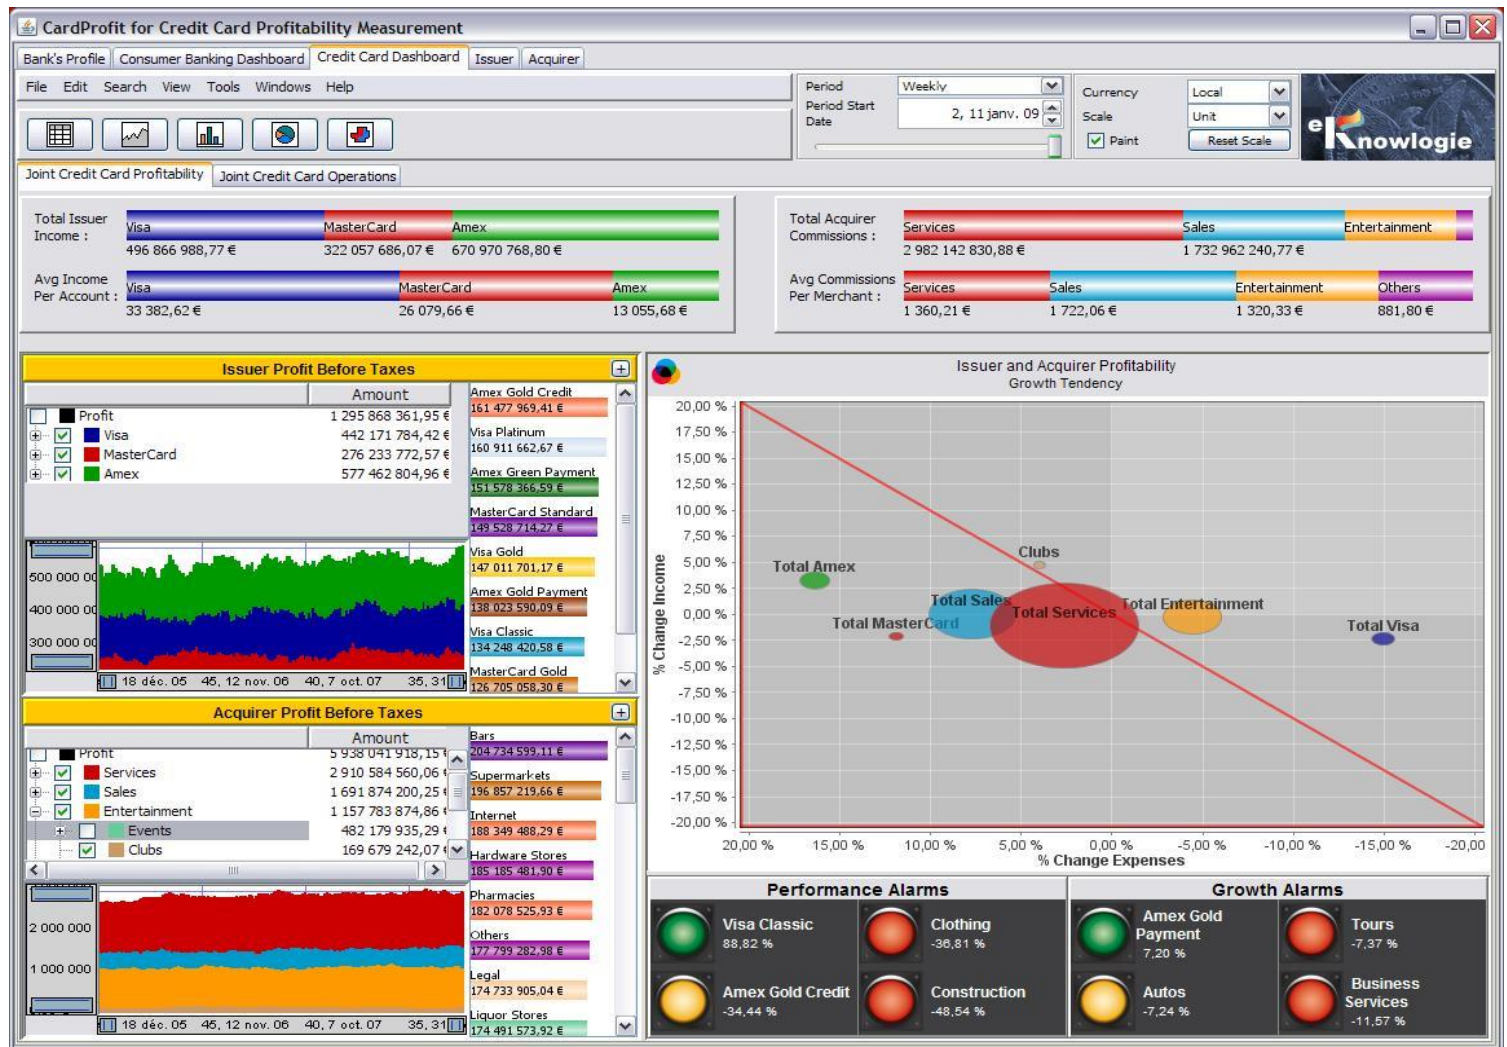 CardProfit for Credit Card Profitability Measurement
Bank's Profile Consumer Banking Dashboard Credit Card Dashboard Issuer Acquirer
File Edit Search View Tools Windows Help
Period Weekly
Period Start Date 2, 11 janv. 09
Currency Local
Scale Unit
Paint Reset Scale
eKnowlogie
Joint Credit Card Profitability Joint Credit Card Operations
Total Issuer Income :
Visa MasterCard Amex
496 866 988,77 € 322 057 686,07 € 670 970 768,80 €
Avg Income Per Account :
Visa MasterCard Amex
33 382,62 € 26 079,66 € 13 055,68 €
Total Acquirer Commissions :
Services Sales Entertainment
2 982 142 830,88 € 1 732 962 240,77 €
Avg Commissions Per Merchant :
Services Sales Entertainment Others
1 360,21 € 1 722,06 € 1 320,33 € 881,80 €
Issuer Profit Before Taxes
Amount
Profit 1 295 868 361,95 €
Visa 442 171 784,42 €
MasterCard 276 233 772,57 €
Amex 577 462 804,96 €
500 000 00
400 000 00
300 000 00
18 déc. 05 45, 12 nov. 06 40, 7 oct. 07 35, 31
Amex Gold Credit
161 477 969,41 €
Visa Platinum
160 911 662,67 €
Amex Green Payment
151 578 366,59 €
MasterCard Standard
149 528 714,27 €
Visa Gold
147 011 701,17 €
Amex Gold Payment
138 023 590,09 €
Visa Classic
134 248 420,58 €
MasterCard Gold
126 705 058,30 €
Acquirer Profit Before Taxes
Amount
Profit 5 938 041 918,15
Services 2 910 584 560,06
Sales 1 691 874 200,25
Entertainment 1 157 783 874,86
Events 482 179 935,29
Clubs 169 679 242,07
2 000 000
1 000 000
18 déc. 05 45, 12 nov. 06 40, 7 oct. 07 35, 31
Bars
204 734 599,11 €
Supermarkets
196 857 219,66 €
Internet
188 349 488,29 €
Hardware Stores
185 185 481,90 €
Pharmacies
182 078 525,93 €
Others
177 799 282,98 €
Legal
174 733 905,04 €
Liquor Stores
174 491 573,92 €
Issuer and Acquirer Profitability
Growth Tendency
% Change Income
20,00 %
17,50 %
15,00 %
12,50 %
10,00 %
7,50 %
5,00 %
2,50 %
0,00 %
-2,50 %
-5,00 %
-7,50 %
-10,00 %
-12,50 %
-15,00 %
-17,50 %
-20,00 %
Clubs
Total Amex
Total Sales
Total Services
Total Entertainment
Total MasterCard
Total Visa
20,00 % 15,00 % 10,00 % 5,00 % 0,00 % -5,00 % -10,00 % -15,00 % -20,00
% Change Expenses
Performance Alarms
Visa Classic
88,82 %
Clothing
-36,81 %
Amex Gold Credit
-34,44 %
Construction
-48,54 %
Growth Alarms
Amex Gold Payment
7,20 %
Tours
-7,37 %
Autos
-7,24 %
Business Services
-11,57 %